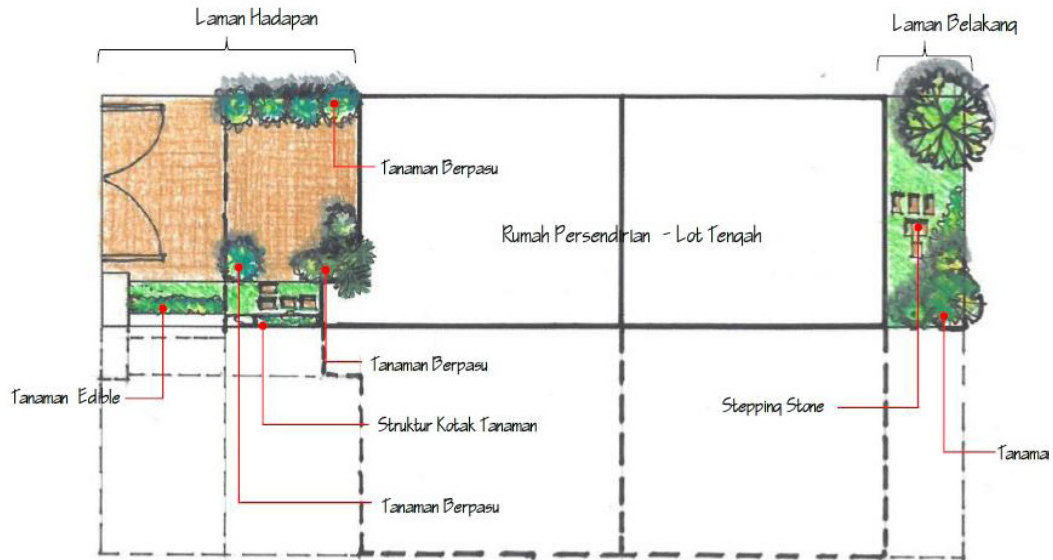 Laman Hadapan
Laman Belakang
Tanaman Berpasu
Rumah Persendirian - Lot Tengah
Tanaman Berpasu
Tanaman Edible
Stepping Stone
Struktur Kotak Tanaman
Tanaman
Tanaman Berpasu